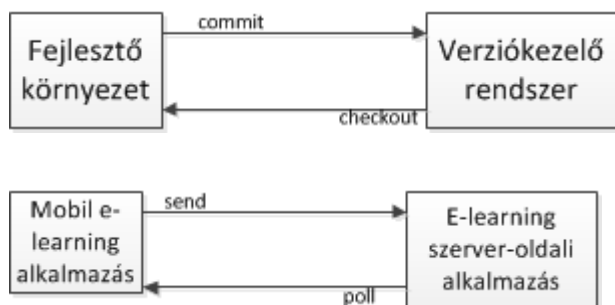 commit
Fejlesztő
környezet
Verziókezelő
rendszer
checkout
send
Mobil e-
learning
alkalmazás
E-learning
szerver-oldali
alkalmazás
poll